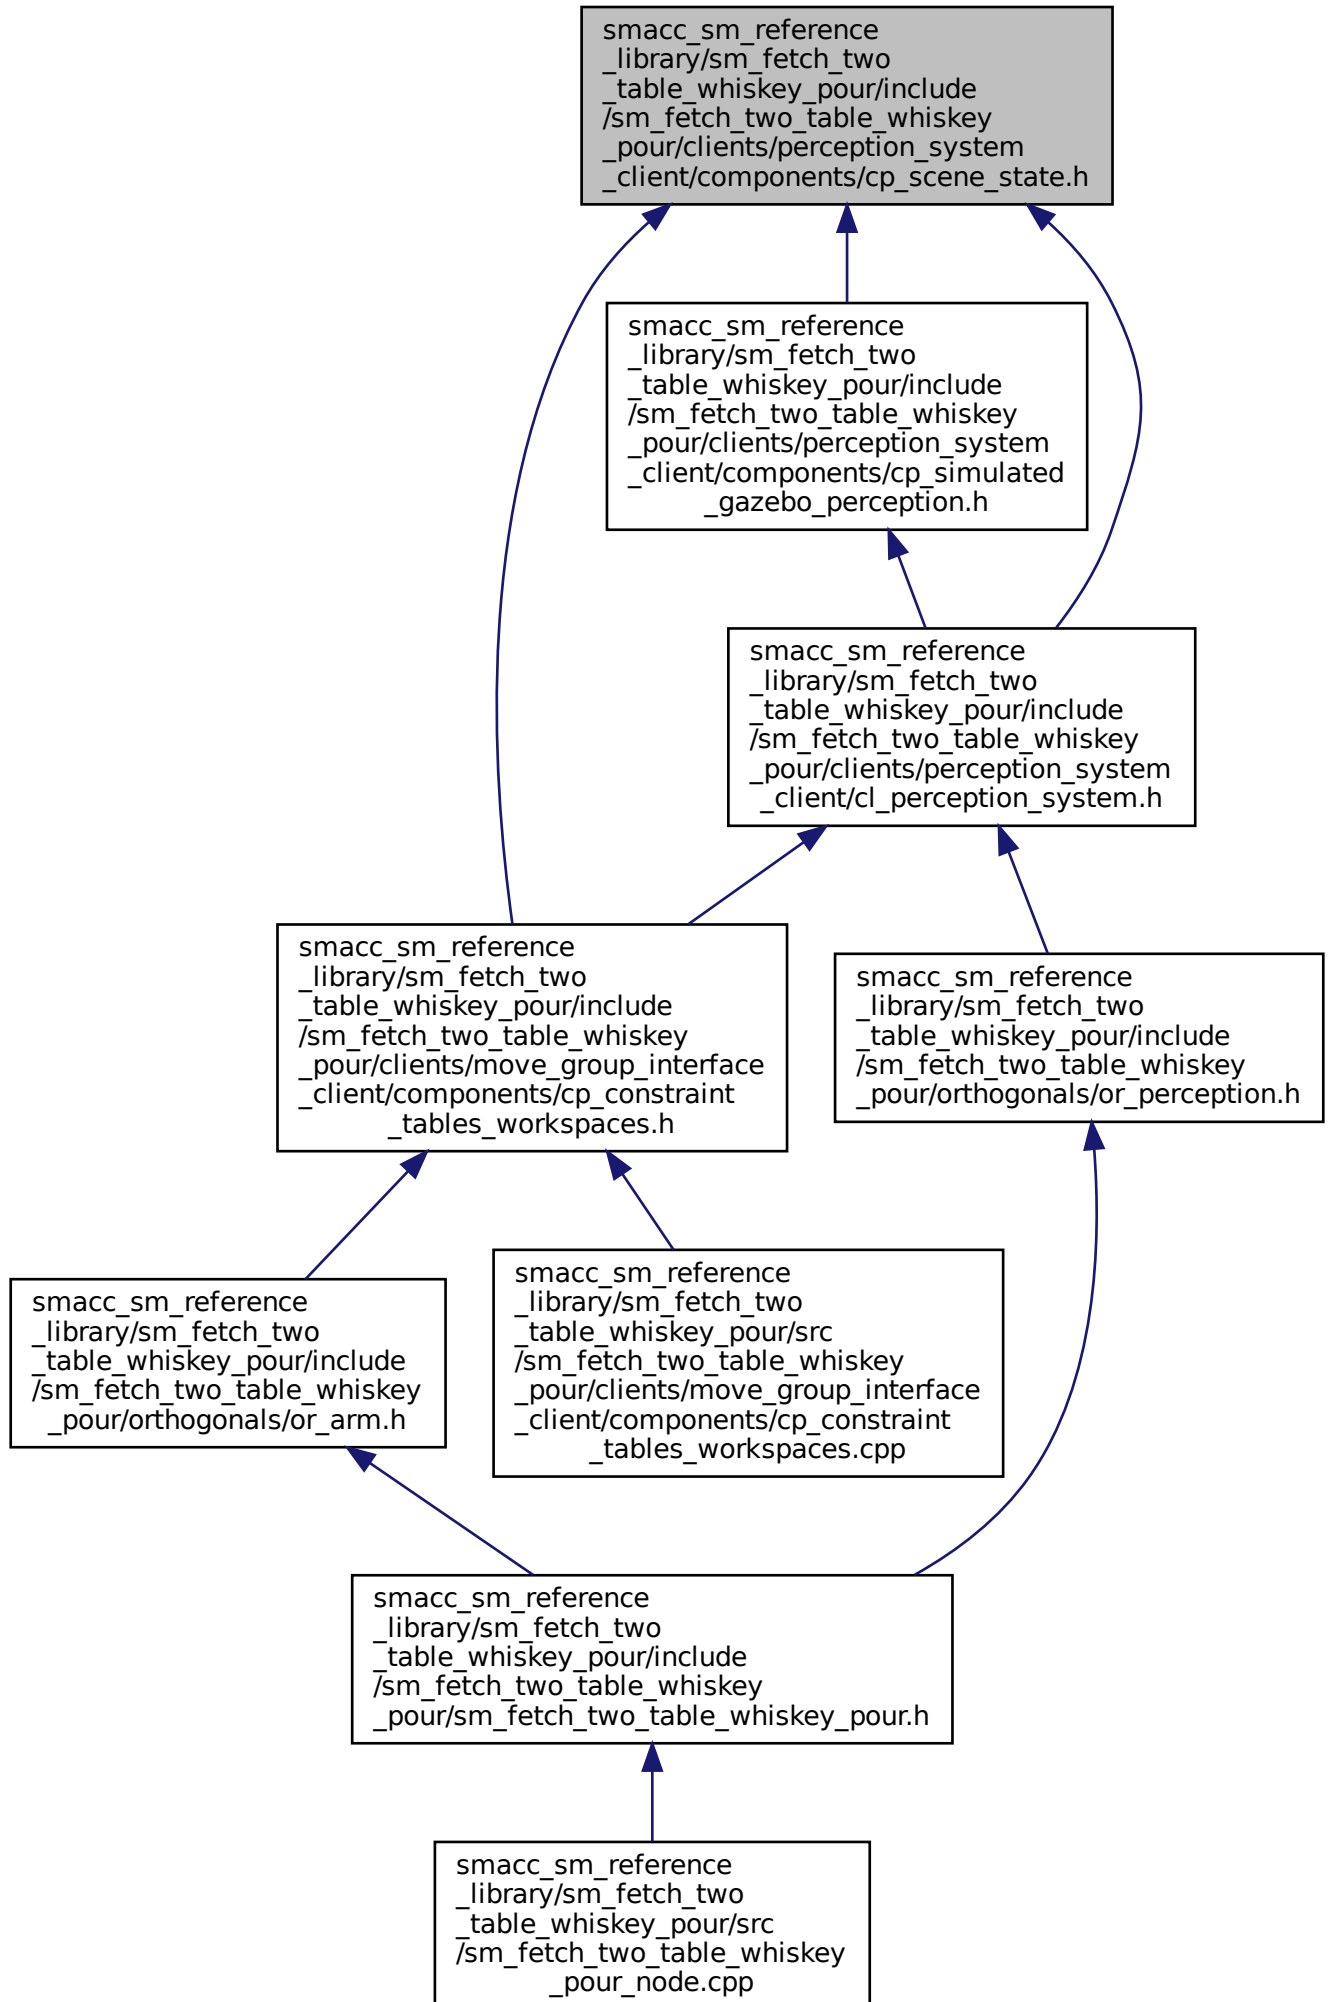 smacc_sm_reference
_library/sm_fetch_two
_table_whiskey_pour/include
/sm_fetch_two_table_whiskey
_pour/clients/perception_system
_client/components/cp_scene_state.h
smacc_sm_reference
_library/sm_fetch_two
_table_whiskey_pour/include
/sm_fetch_two_table_whiskey
_pour/clients/perception_system
_client/components/cp_simulated
_gazebo_perception.h
smacc_sm_reference
_library/sm_fetch_two
_table_whiskey_pour/include
/sm_fetch_two_table_whiskey
_pour/clients/perception_system
_client/cl_perception_system.h
smacc_sm_reference
_library/sm_fetch_two
_table_whiskey_pour/include
/sm_fetch_two_table_whiskey
_pour/clients/move_group_interface
_client/components/cp_constraint
_tables_workspaces.h
smacc_sm_reference
_library/sm_fetch_two
_table_whiskey_pour/include
/sm_fetch_two_table_whiskey
_pour/orthogonals/or_perception.h
smacc_sm_reference
_library/sm_fetch_two
_table_whiskey_pour/include
/sm_fetch_two_table_whiskey
_pour/orthogonals/or_arm.h
smacc_sm_reference
_library/sm_fetch_two
_table_whiskey_pour/src
/sm_fetch_two_table_whiskey
_pour/clients/move_group_interface
_client/components/cp_constraint
_tables_workspaces.cpp
smacc_sm_reference
_library/sm_fetch_two
_table_whiskey_pour/include
/sm_fetch_two_table_whiskey
_pour/sm_fetch_two_table_whiskey_pour.h
smacc_sm_reference
_library/sm_fetch_two
_table_whiskey_pour/src
/sm_fetch_two_table_whiskey
_pour_node.cpp